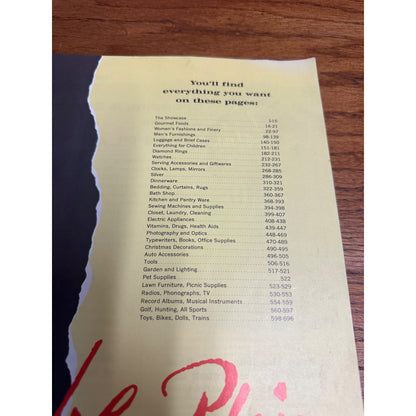 You'll find
everything you want
on these pages:
The Showcase 1-15
Gourmet Foods 16-21
Women's Fashions and Finery 22-97
Men's Furnishings 98-139
Luggage and Brief Cases 140-150
Everything for Children 151-181
Diamond Rings 182-211
Watches 212-231
Serving Accessories and Giftwares 232-267
Clocks, Lamps, Mirrors 268-285
Silver 286-309
Dinnerware 310-321
Bedding, Curtains, Rugs 322-359
Bath Shop 360-367
Kitchen and Pantry Ware 368-393
Sewing Machines and Supplies 394-398
Closet, Laundry, Cleaning 399-407
Electric Appliances 408-438
Vitamins, Drugs, Health Aids 439-447
Photography and Optics 448-469
Typewriters, Books, Office Supplies 470-489
Christmas Decorations 490-495
Auto Accessories 496-505
Tools 506-516
Garden and Lighting 517-521
Pet Supplies 522
Lawn Furniture, Picnic Supplies 523-529
Radios, Phonographs, TV 530-553
Record Albums, Musical Instruments 554-559
Golf, Hunting, All Sports 560-597
Toys, Bikes, Dolls, Trains 598-696